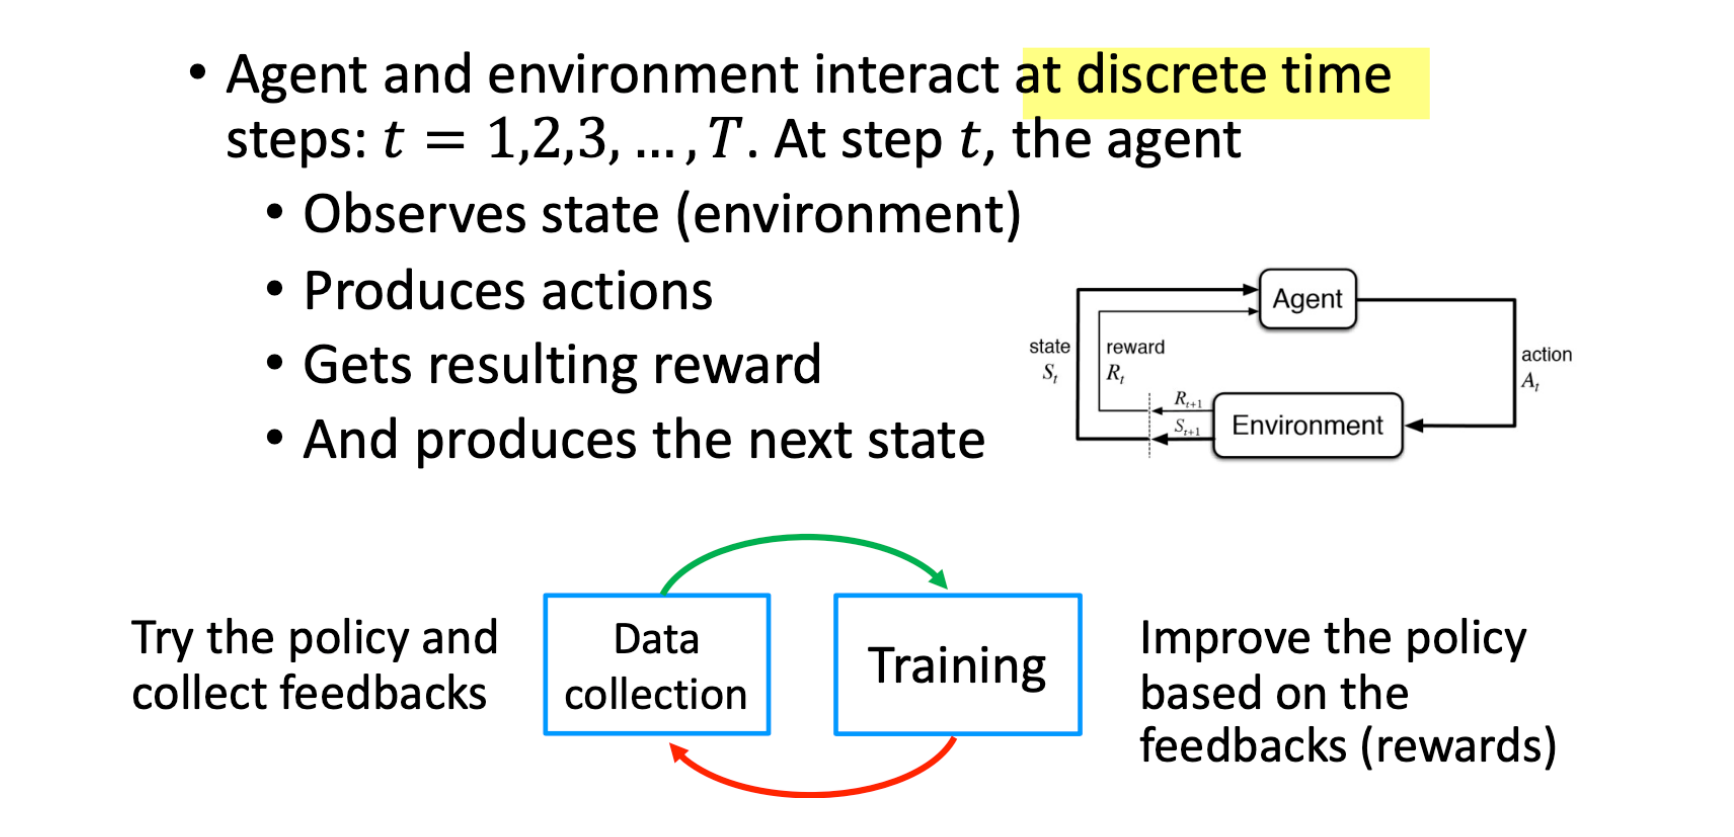 • Agent and environment interact at discrete time
steps: t = 1,2,3, … , T. At step t, the agent
• Observes state (environment)
• Produces actions
• Gets resulting reward
• And produces the next state
Agent
state
S_t
reward
R_t
action
A_t
R_{t+1}
S_{t+1}
Environment
Try the policy and
collect feedbacks
Data
collection
Training
Improve the policy
based on the
feedbacks (rewards)